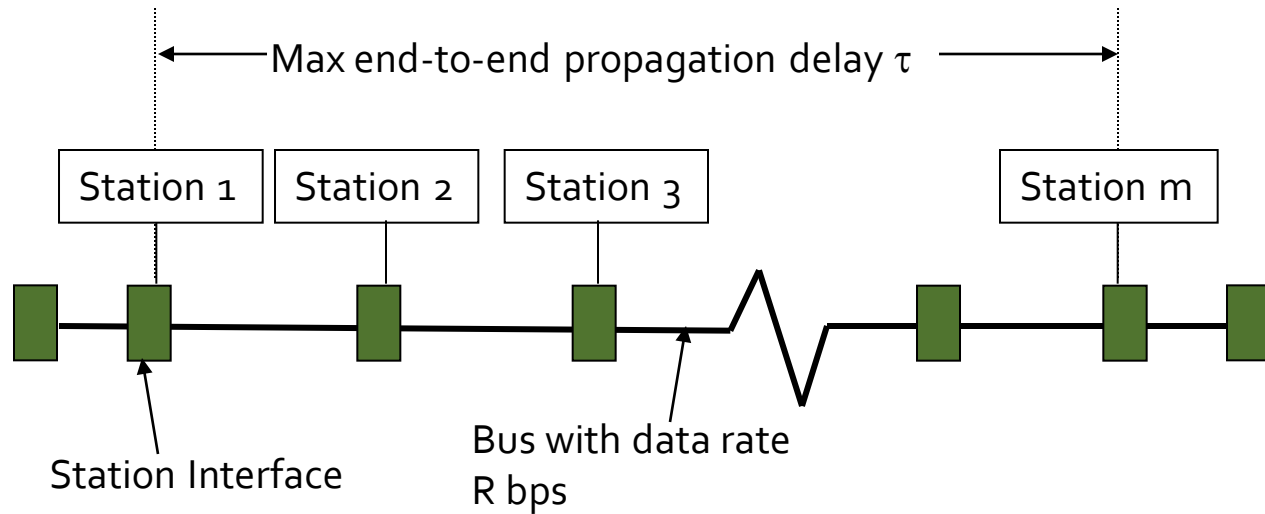 Max end-to-end propagation delay τ
Station 1
Station 2
Station 3
Station m
Bus with data rate
R bps
Station Interface